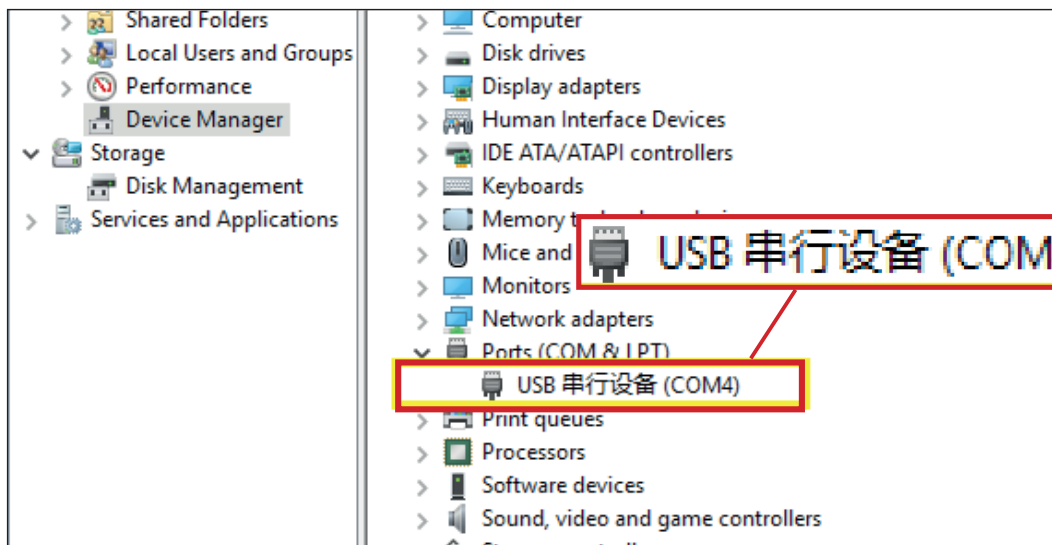 Shared Folders
Local Users and Groups
Performance
Device Manager
Storage
Disk Management
Services and Applications
Computer
Disk drives
Display adapters
Human Interface Devices
IDE ATA/ATAPI controllers
Keyboards
Memory
Mice and
Monitors
Network adapters
Ports (COM & LPT)
USB 串行设备 (COM4)
Print queues
Processors
Software devices
Sound, video and game controllers
USB 串行设备 (COM